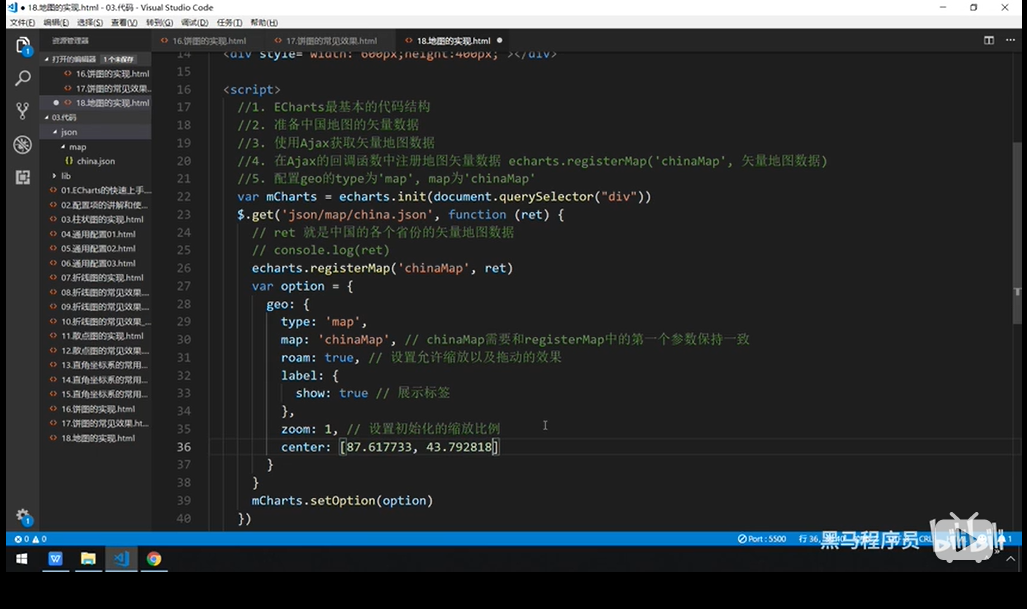 ● 18.地图的实现.html - 03.代码 - Visual Studio Code
文件(F) 编辑(E) 选择(S) 查看(V) 转到(G) 调试(D) 任务(T) 帮助(H)
资源管理器
16.饼图的实现.html
17.饼图的常见效果.html
18.地图的实现.html ●
打开的编辑器 1 个未保存
16.饼图的实现.html
17.饼图的常见效果...
● 18.地图的实现.html
03.代码
json
map
{} china.json
lib
01.ECharts的快速上手....
02.配置项的讲解和使...
03.柱状图的实现.html
04.通用配置01.html
05.通用配置02.html
06.通用配置03.html
07.折线图的实现.html
08.折线图的常见效果....
09.折线图的常见效果...
10.折线图的常见效果_...
11.散点图的实现.html
12.散点图的常见效果...
13.直角坐标系的常用...
14.直角坐标系的常用...
15.直角坐标系的常用...
16.饼图的实现.html
17.饼图的常见效果.ht...
18.地图的实现.html
14 <div style="width: 600px;height:400px;"></div>
15
16 <script>
17 //1. ECharts最基本的代码结构
18 //2. 准备中国地图的矢量数据
19 //3. 使用Ajax获取矢量地图数据
20 //4. 在Ajax的回调函数中注册地图矢量数据 echarts.registerMap('chinaMap', 矢量地图数据)
21 //5. 配置geo的type为'map', map为'chinaMap'
22 var mCharts = echarts.init(document.querySelector("div"))
23 $.get('json/map/china.json', function (ret) {
24 // ret 就是中国的各个省份的矢量地图数据
25 // console.log(ret)
26 echarts.registerMap('chinaMap', ret)
27 var option = {
28 geo: {
29 type: 'map',
30 map: 'chinaMap', // chinaMap需要和registerMap中的第一个参数保持一致
31 roam: true, // 设置允许缩放以及拖动的效果
32 label: {
33 show: true // 展示标签
34 },
35 zoom: 1, // 设置初始化的缩放比例
36 center: [87.617733, 43.792818]
37 }
38 }
39 mCharts.setOption(option)
40 })
0 0
Port : 5500
行 36,
黑马程序员
bilibili